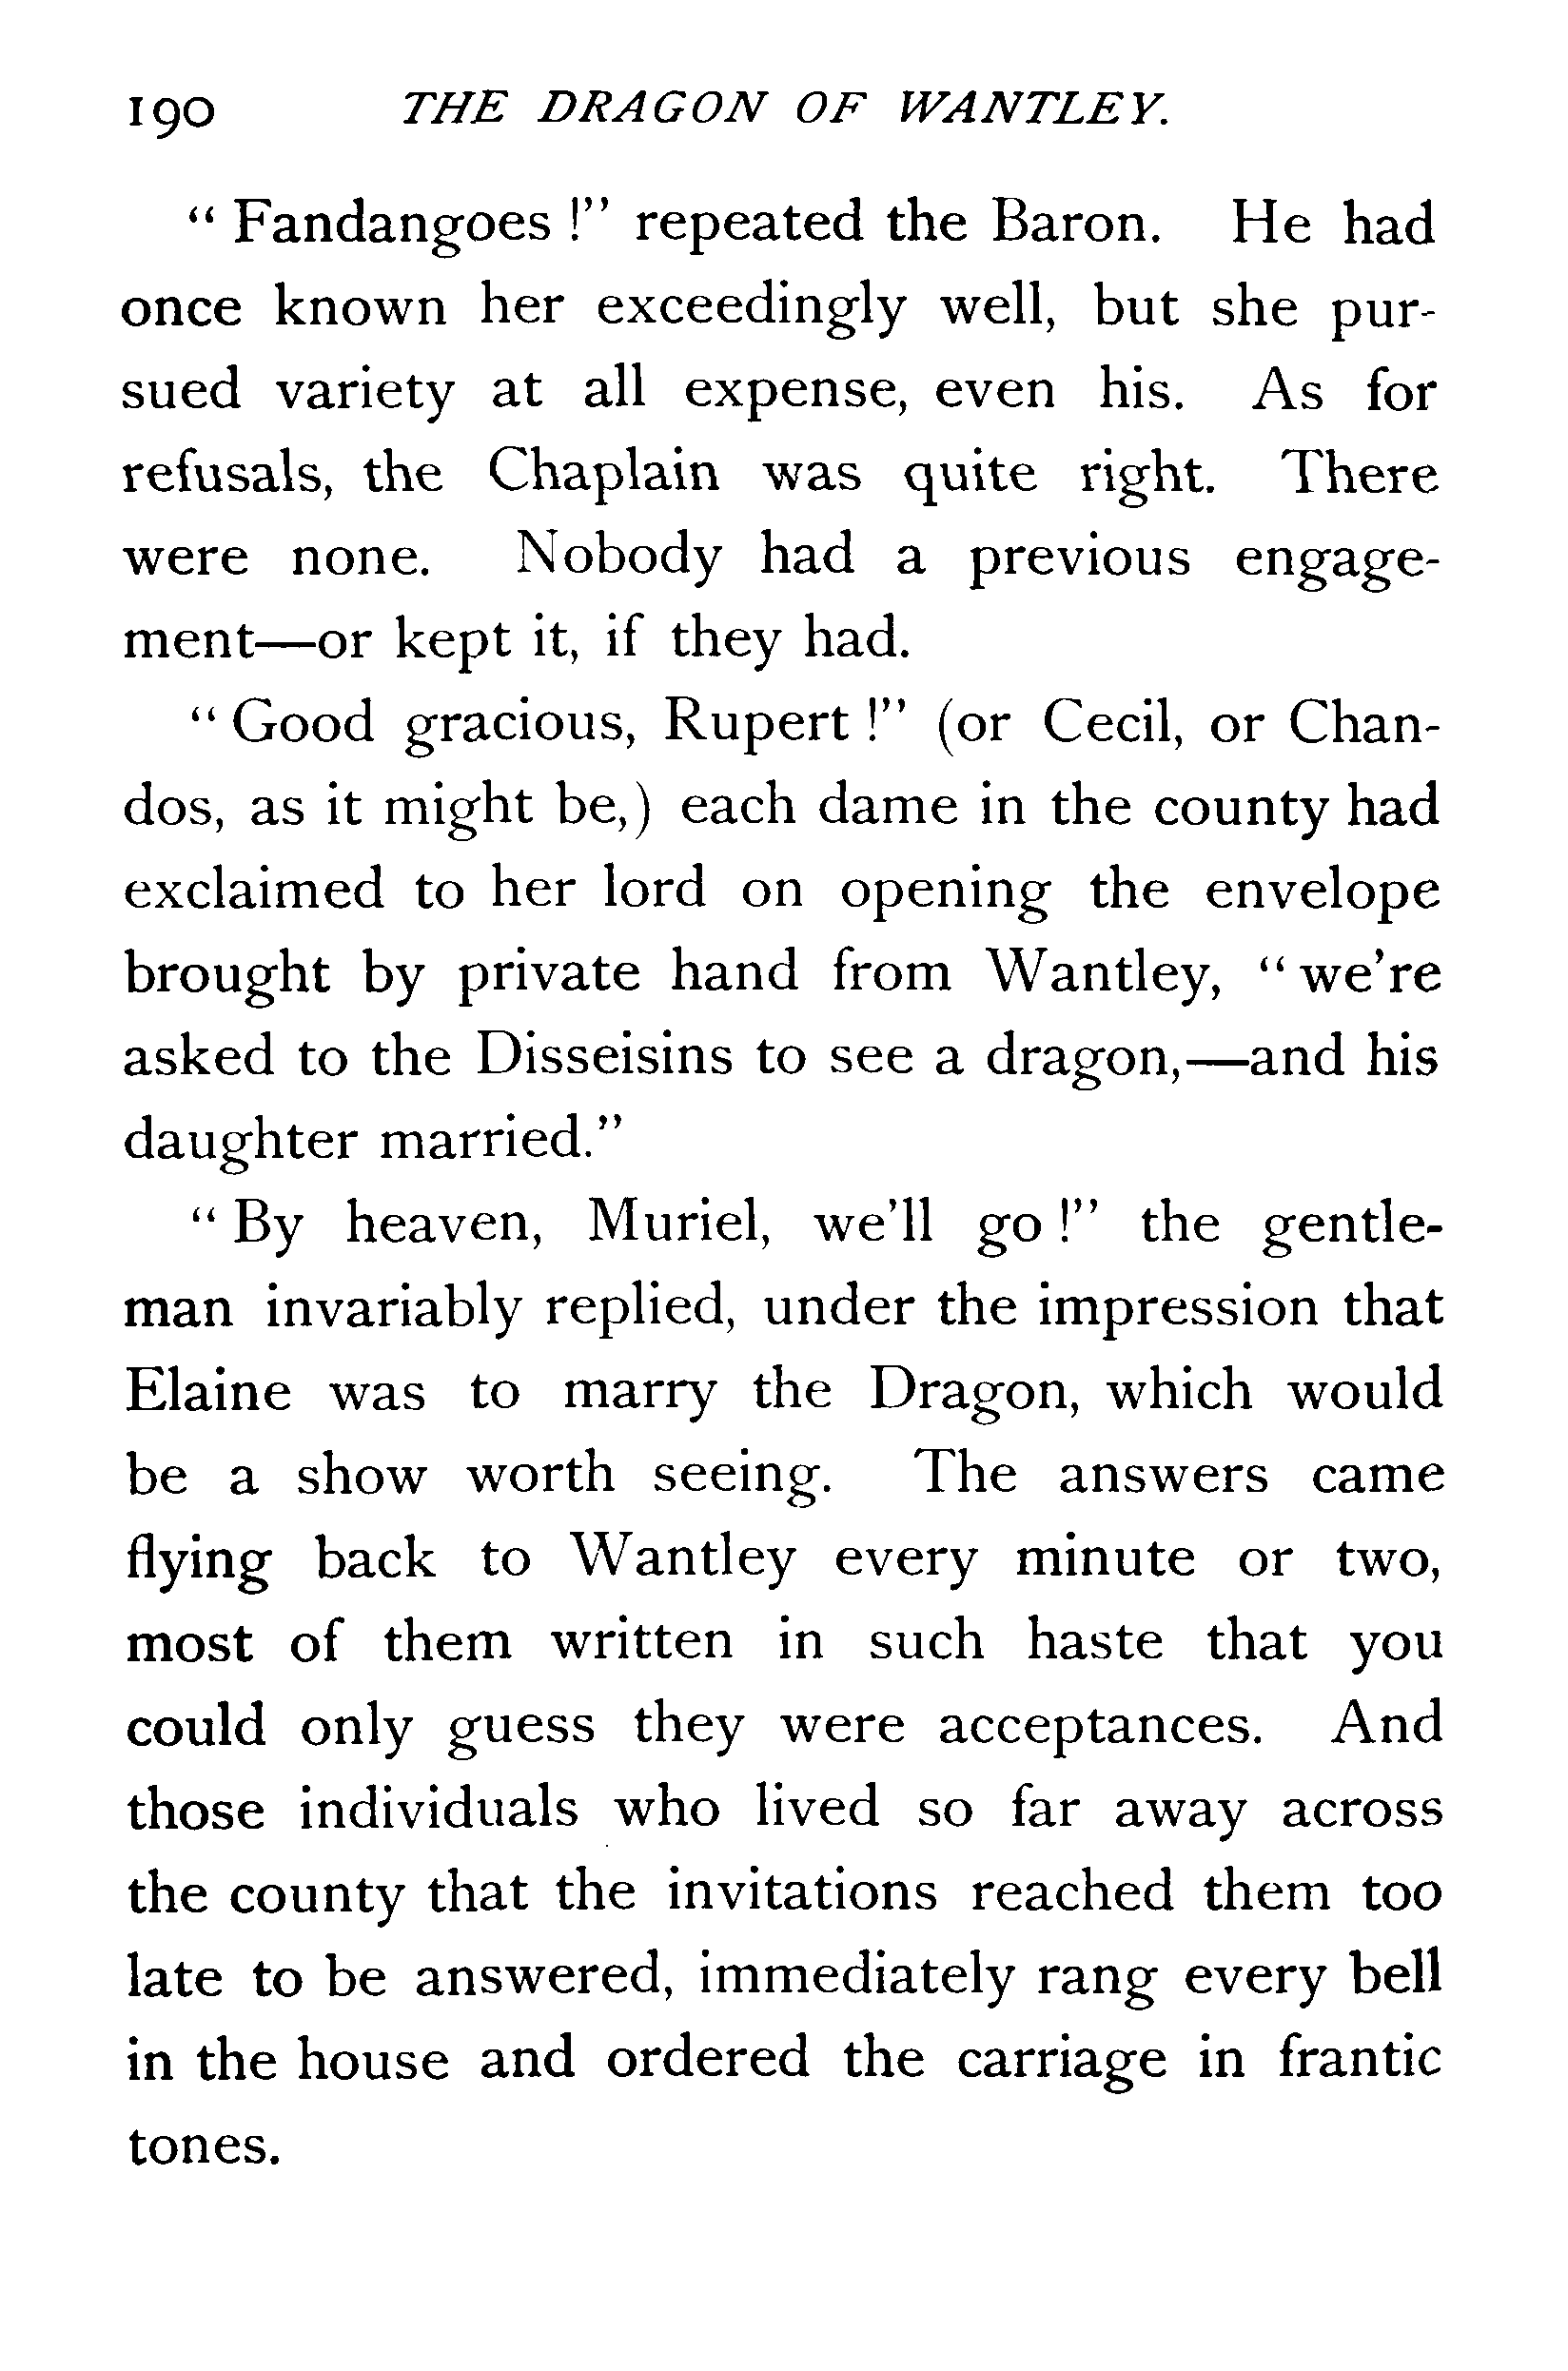 190 THE DRAGON OF WANTLEY.
“Fandangoes!” repeated the Baron. He had
once known her exceedingly well, but she pur-
sued variety at all expense, even his. As for
refusals, the Chaplain was quite right. There
were none. Nobody had a previous engage-
ment—or kept it, if they had.
“Good gracious, Rupert!” (or Cecil, or Chan-
dos, as it might be,) each dame in the county had
exclaimed to her lord on opening the envelope
brought by private hand from Wantley, “we’re
asked to the Disseisins to see a dragon,—and his
daughter married.”
“By heaven, Muriel, we’ll go!” the gentle-
man invariably replied, under the impression that
Elaine was to marry the Dragon, which would
be a show worth seeing. The answers came
flying back to Wantley every minute or two,
most of them written in such haste that you
could only guess they were acceptances. And
those individuals who lived so far away across
the county that the invitations reached them too
late to be answered, immediately rang every bell
in the house and ordered the carriage in frantic
tones.